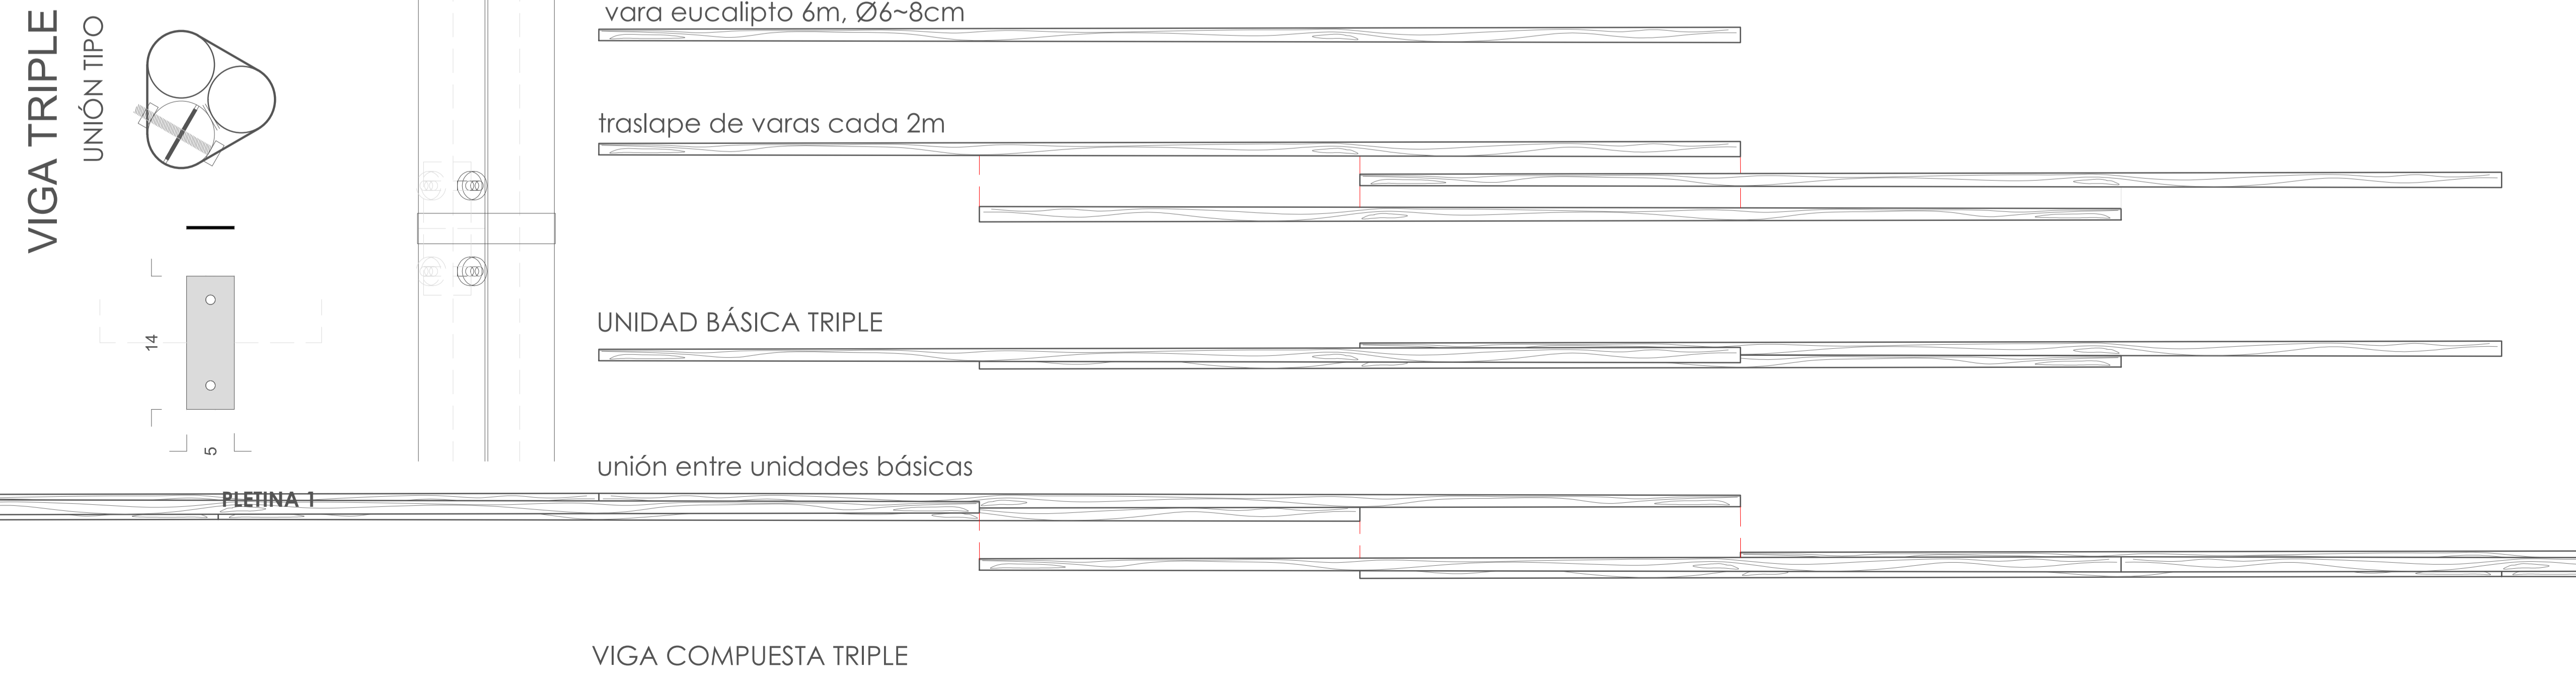 VIGA TRIPLE
UNIÓN TIPO
14
5
PLETINA 1
vara eucalipto 6m, Ø6~8cm
traslape de varas cada 2m
UNIDAD BÁSICA TRIPLE
unión entre unidades básicas
VIGA COMPUESTA TRIPLE